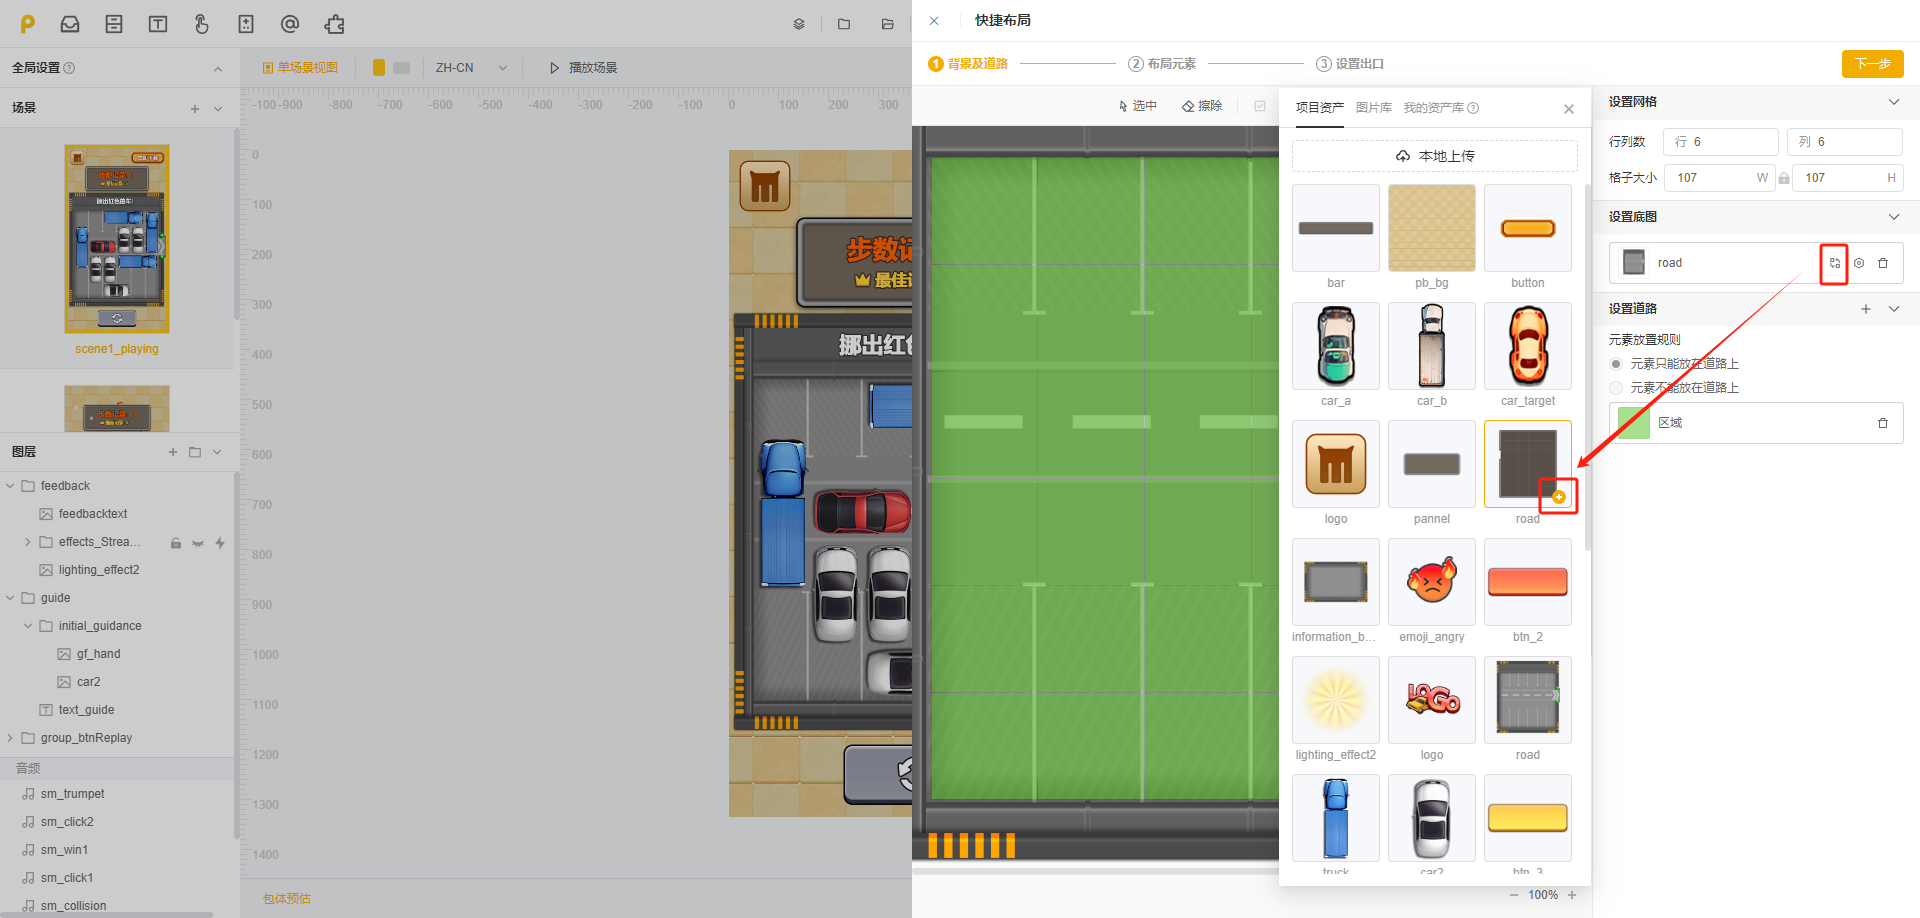 快捷布局
全局设置
单场景视图
ZH-CN
播放场景
1 背景及道路
2 布局元素
3 设置出口
下一步
场景
-100 -900 -800 -700 -600 -500 -400 -300 -200 -100 0 100 200 300
选中
擦除
项目资产
图片库
我的资产库
设置网格
本地上传
行列数
行 6
列 6
格子大小
107 W
107 H
设置底图
road
设置道路
元素放置规则
元素只能放在道路上
元素不能放在道路上
区域
bar
pb_bg
button
car_a
car_b
car_target
logo
pannel
road
information_b...
emoji_angry
btn_2
lighting_effect2
LOGO
logo
road
truck
car2
btn_3
100%
0
100
200
300
400
500
600
700
800
900
1000
1100
1200
1300
1400
步数记
最佳记
挪出红色
挪出红色的车!
scene1_playing
图层
feedback
feedbacktext
effects_Strea...
lighting_effect2
guide
initial_guidance
gf_hand
car2
text_guide
group_btnReplay
音频
sm_trumpet
sm_click2
sm_win1
sm_click1
sm_collision
包体预估